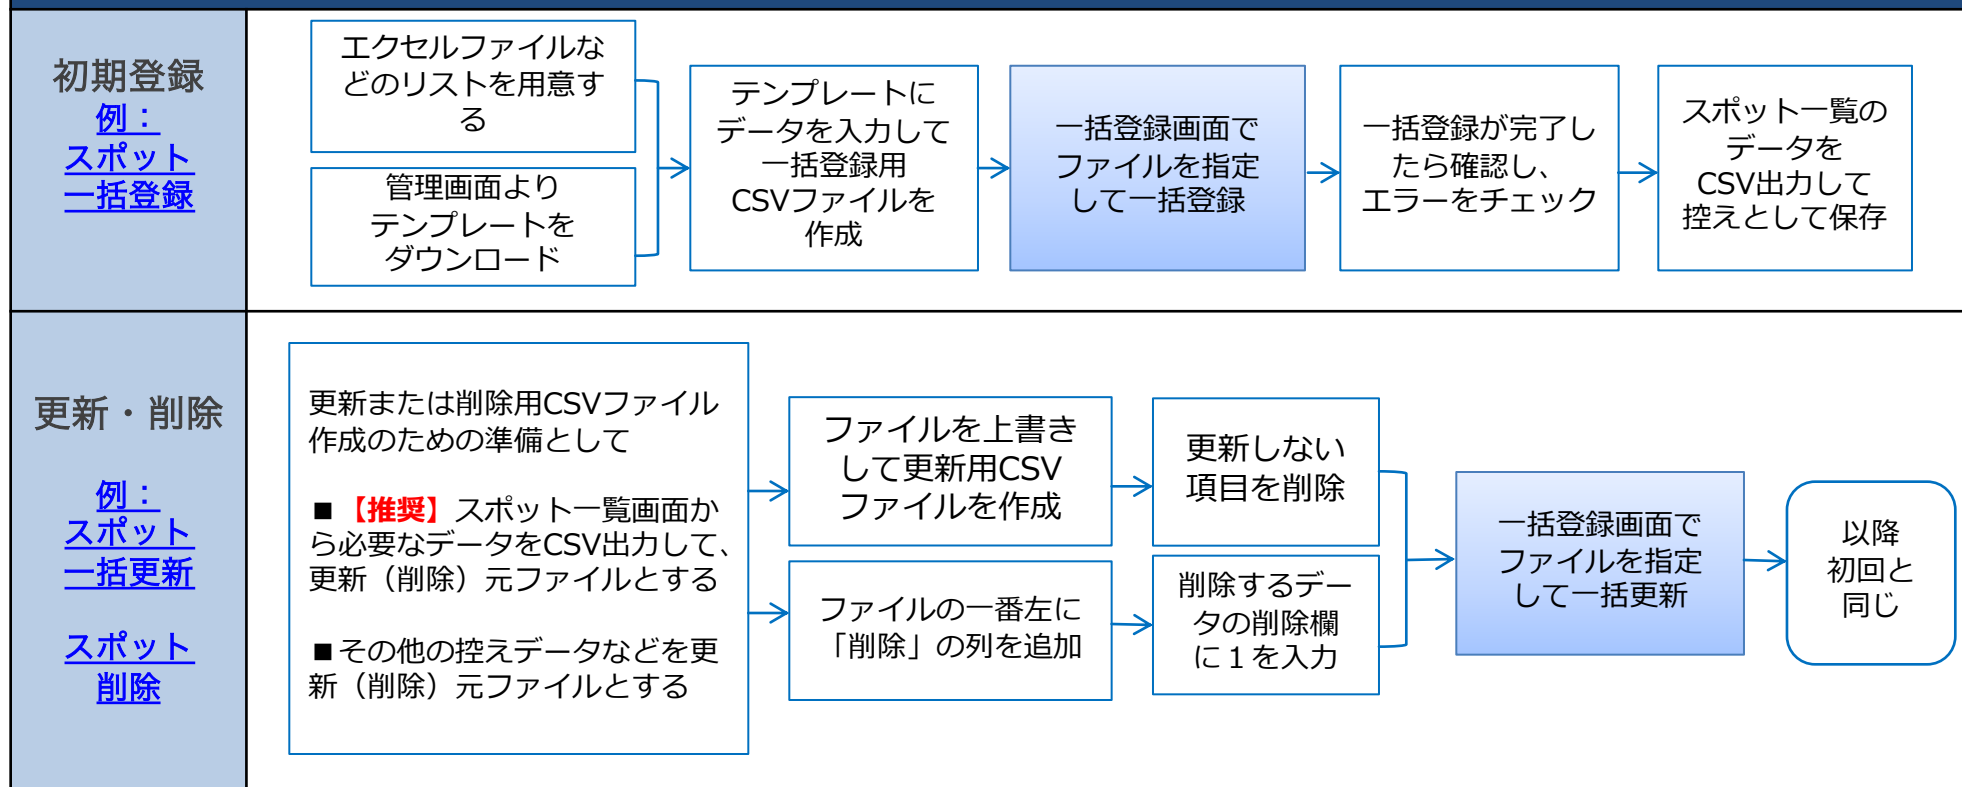 初期登録
例：
スポット
一括登録
エクセルファイルな
どのリストを用意す
る
管理画面より
テンプレートを
ダウンロード
テンプレートに
データを入力して
一括登録用
CSVファイルを
作成
一括登録画面で
ファイルを指定
して一括登録
一括登録が完了し
たら確認し、
エラーをチェック
スポット一覧の
データを
CSV出力して
控えとして保存
更新・削除
例：
スポット
一括更新
スポット
削除
更新または削除用CSVファイル
作成のための準備として
■【推奨】スポット一覧画面か
ら必要なデータをCSV出力して、
更新（削除）元ファイルとする
■その他の控えデータなどを更
新（削除）元ファイルとする
ファイルを上書き
して更新用CSV
ファイルを作成
更新しない
項目を削除
ファイルの一番左に
「削除」の列を追加
削除するデー
タの削除欄
に１を入力
一括登録画面で
ファイルを指定
して一括更新
以降
初回と
同じ